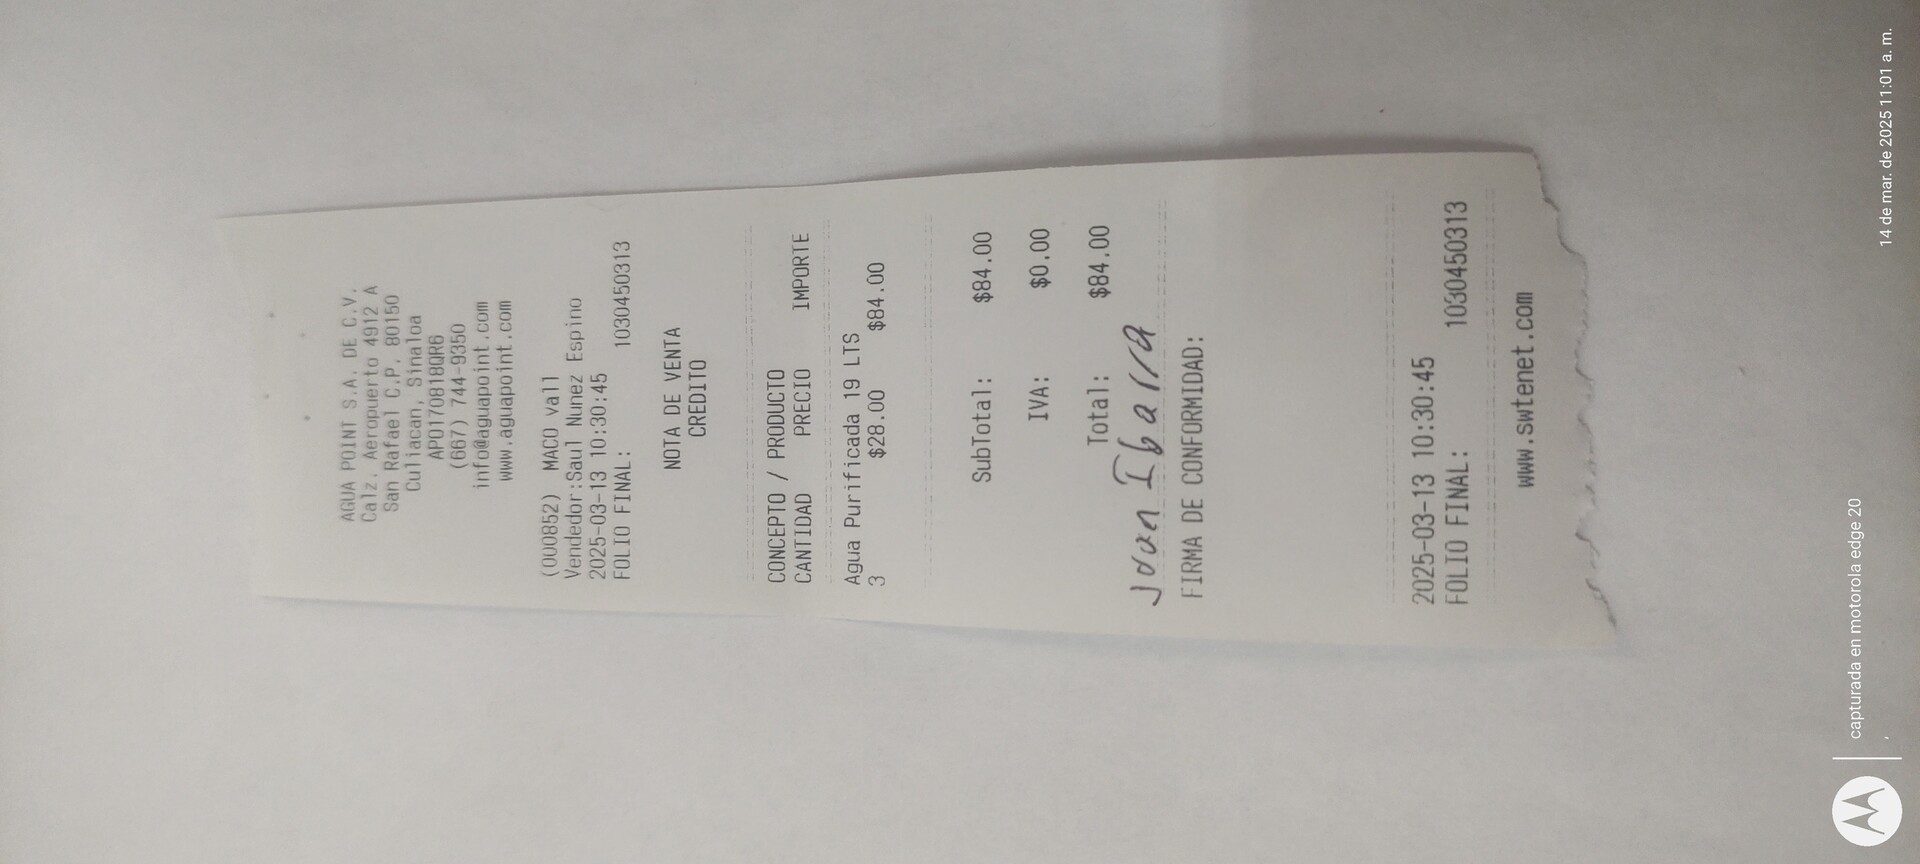 AGUA POINT S.A. DE C.V.
Calz. Aeropuerto 4912 A
San Rafael C.P. 80150
Culiacan, Sinaloa
APO170818QR6
(667) 744-9350
info@aguapoint.com
www.aguapoint.com
(000852) MACO vall
Vendedor:Saul Nunez Espino
2025-03-13 10:30:45
FOLIO FINAL: 1030450313
NOTA DE VENTA
CREDITO
CONCEPTO / PRODUCTO
CANTIDAD PRECIO IMPORTE
Agua Purificada 19 LTS
3 $28.00 $84.00
SubTotal: $84.00
IVA: $0.00
Total: $84.00
Juan Ibarra
FIRMA DE CONFORMIDAD:
2025-03-13 10:30:45
FOLIO FINAL: 1030450313
www.swtenet.com
capturada en motorola edge 20
14 de mar. de 2025 11:01 a. m.